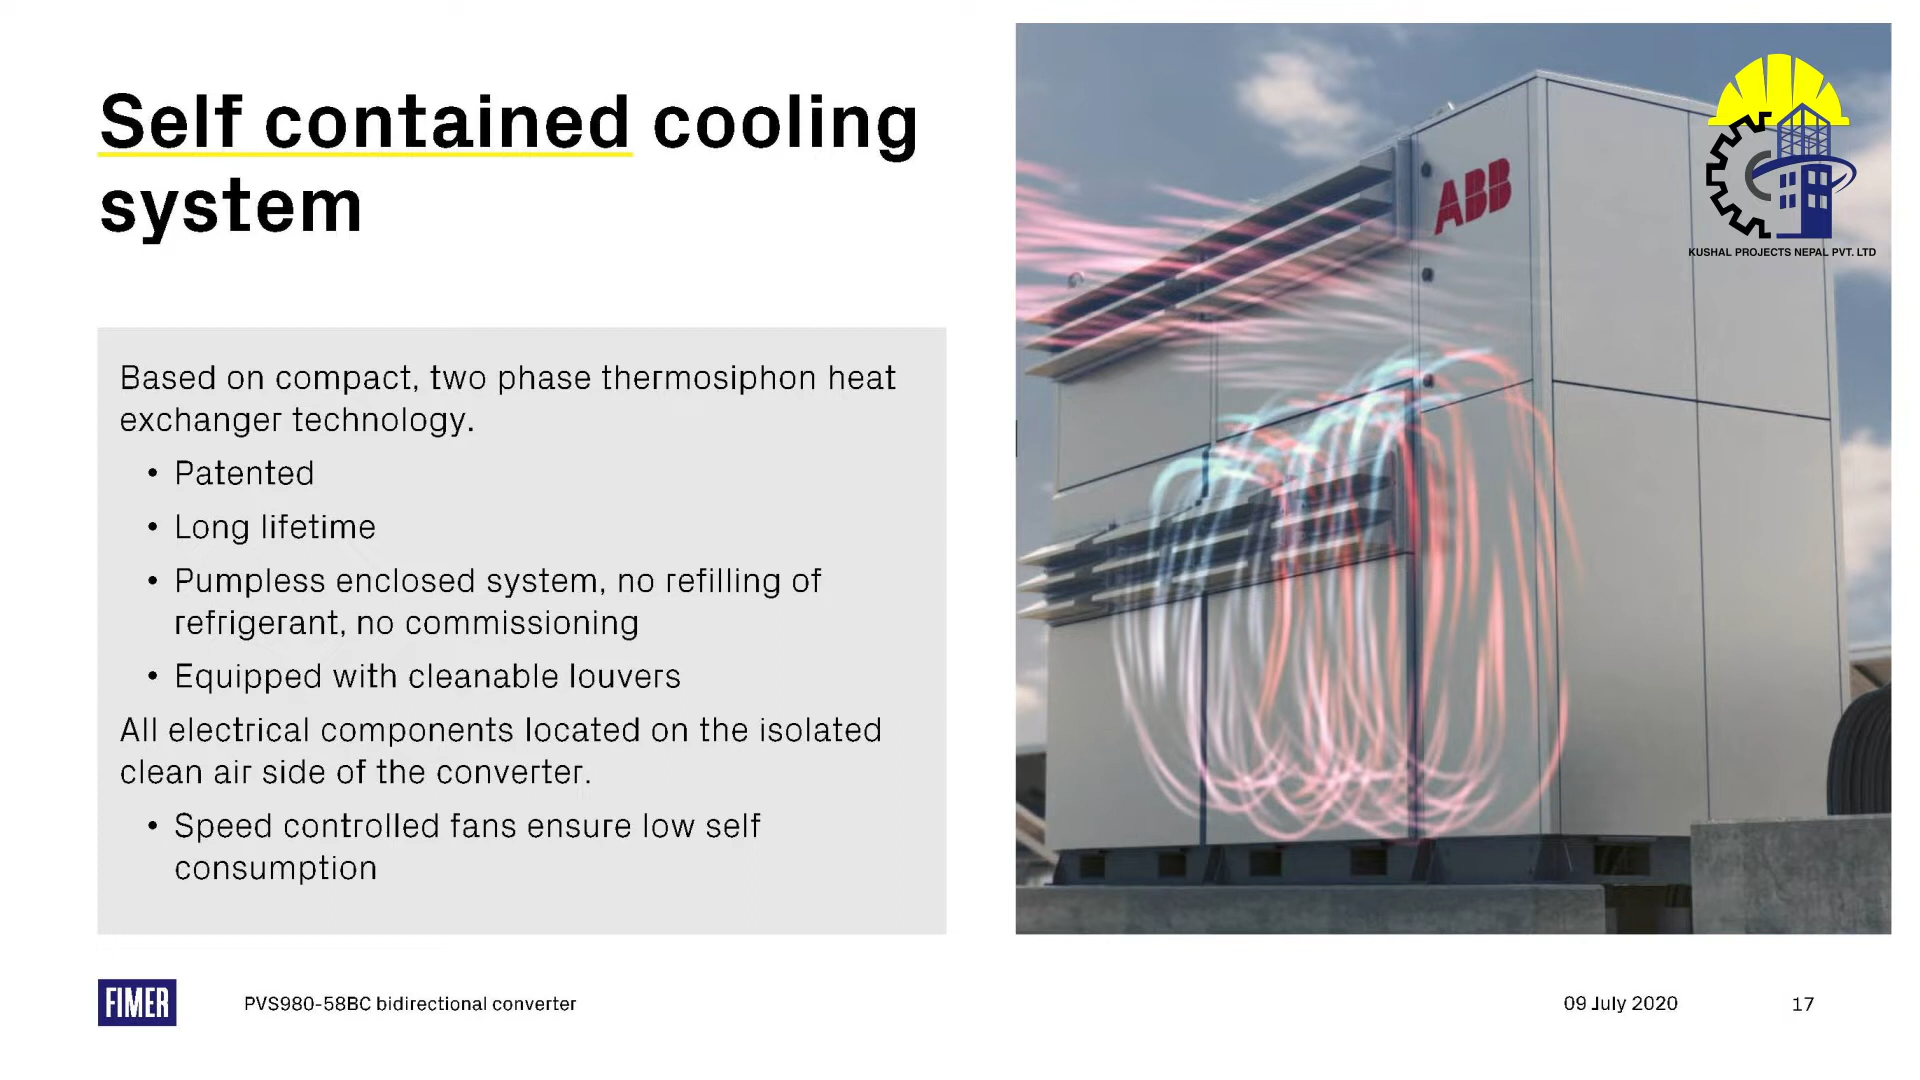 Self contained cooling
system
Based on compact, two phase thermosiphon heat
exchanger technology.
• Patented
• Long lifetime
• Pumpless enclosed system, no refilling of
refrigerant, no commissioning
• Equipped with cleanable louvers
All electrical components located on the isolated
clean air side of the converter.
• Speed controlled fans ensure low self
consumption
ABB
KUSHAL PROJECTS NEPAL PVT. LTD
FIMER
PVS980-58BC bidirectional converter
09 July 2020
17